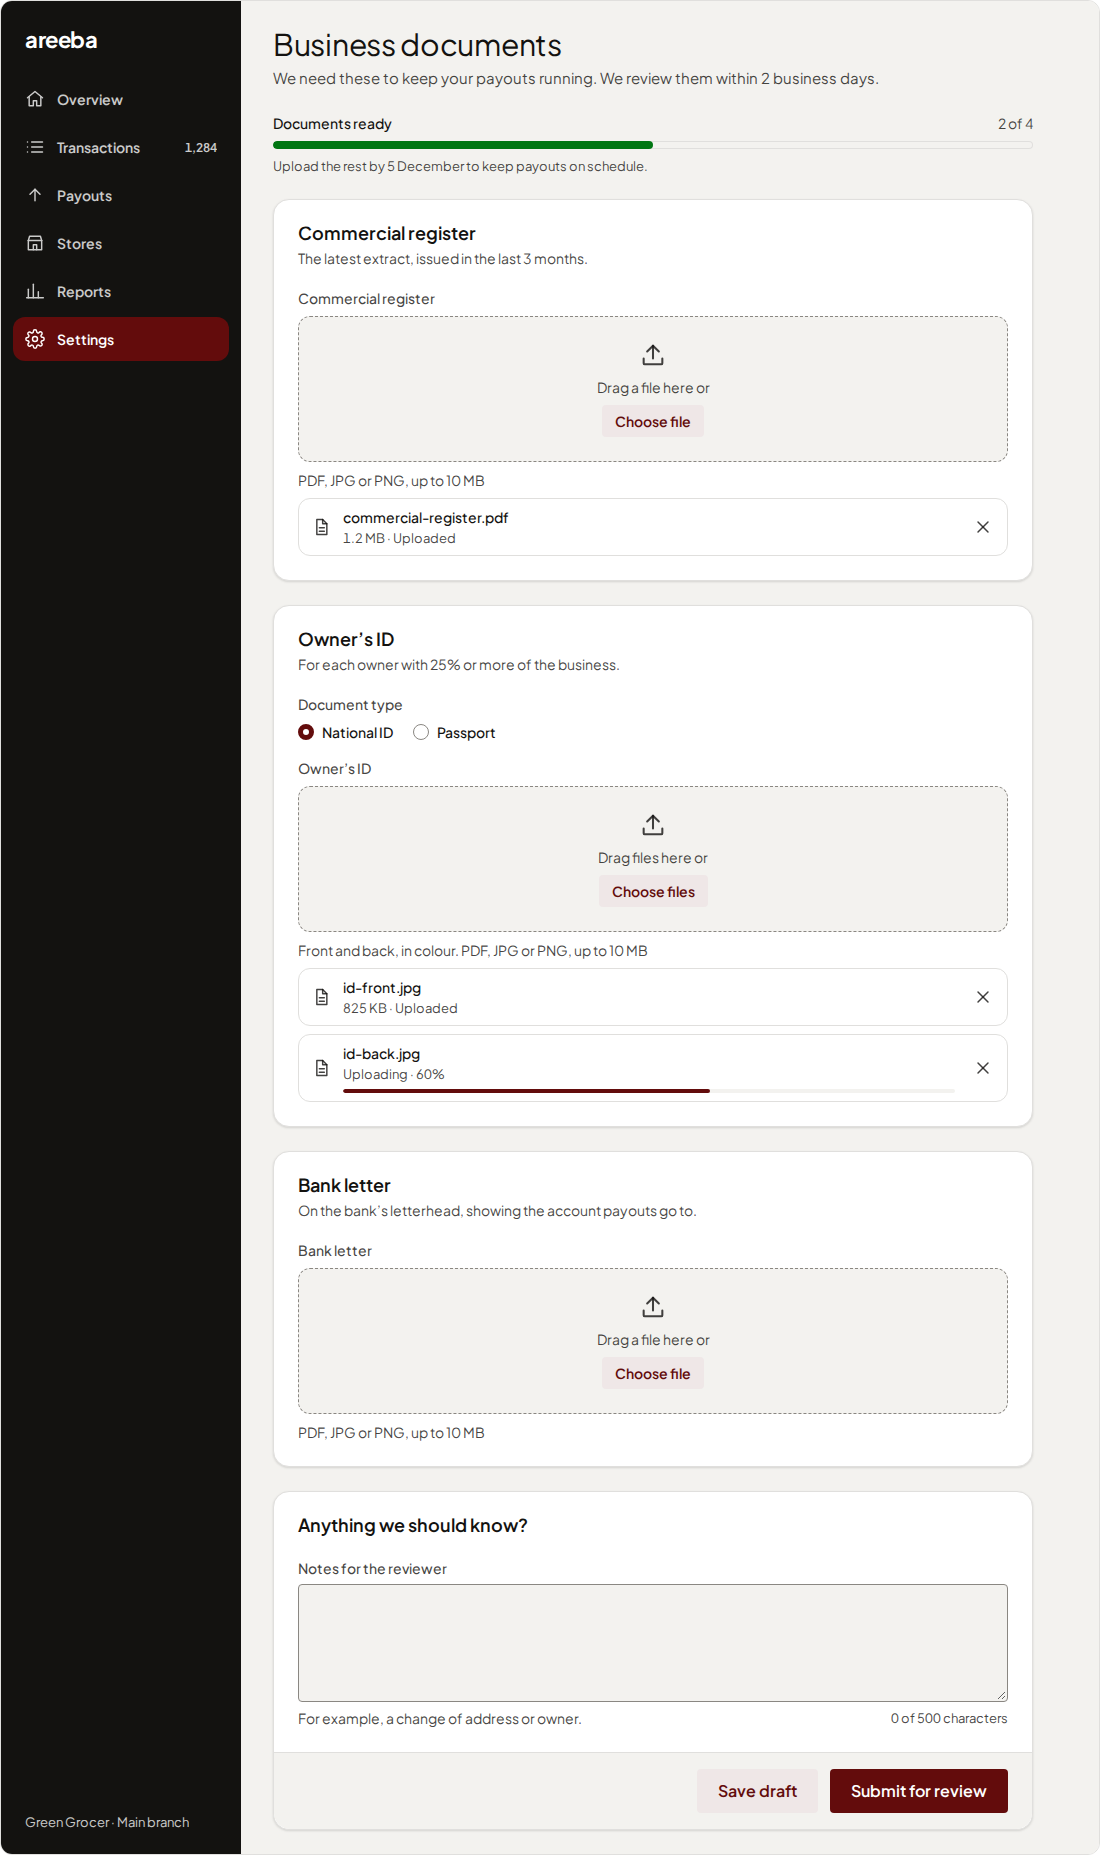 areeba
Overview
Transactions 1,284
Payouts
Stores
Reports
Settings
Green Grocer · Main branch
Business documents
We need these to keep your payouts running. We review them within 2 business days.
Documents ready 2 of 4
Upload the rest by 5 December to keep payouts on schedule.
Commercial register
The latest extract, issued in the last 3 months.
Commercial register
Drag a file here or
Choose file
PDF, JPG or PNG, up to 10 MB
commercial-register.pdf
1.2 MB · Uploaded
Owner’s ID
For each owner with 25% or more of the business.
Document type
National ID Passport
Owner’s ID
Drag files here or
Choose files
Front and back, in colour. PDF, JPG or PNG, up to 10 MB
id-front.jpg
825 KB · Uploaded
id-back.jpg
Uploading · 60%
Bank letter
On the bank’s letterhead, showing the account payouts go to.
Bank letter
Drag a file here or
Choose file
PDF, JPG or PNG, up to 10 MB
Anything we should know?
Notes for the reviewer
For example, a change of address or owner. 0 of 500 characters
Save draft Submit for review